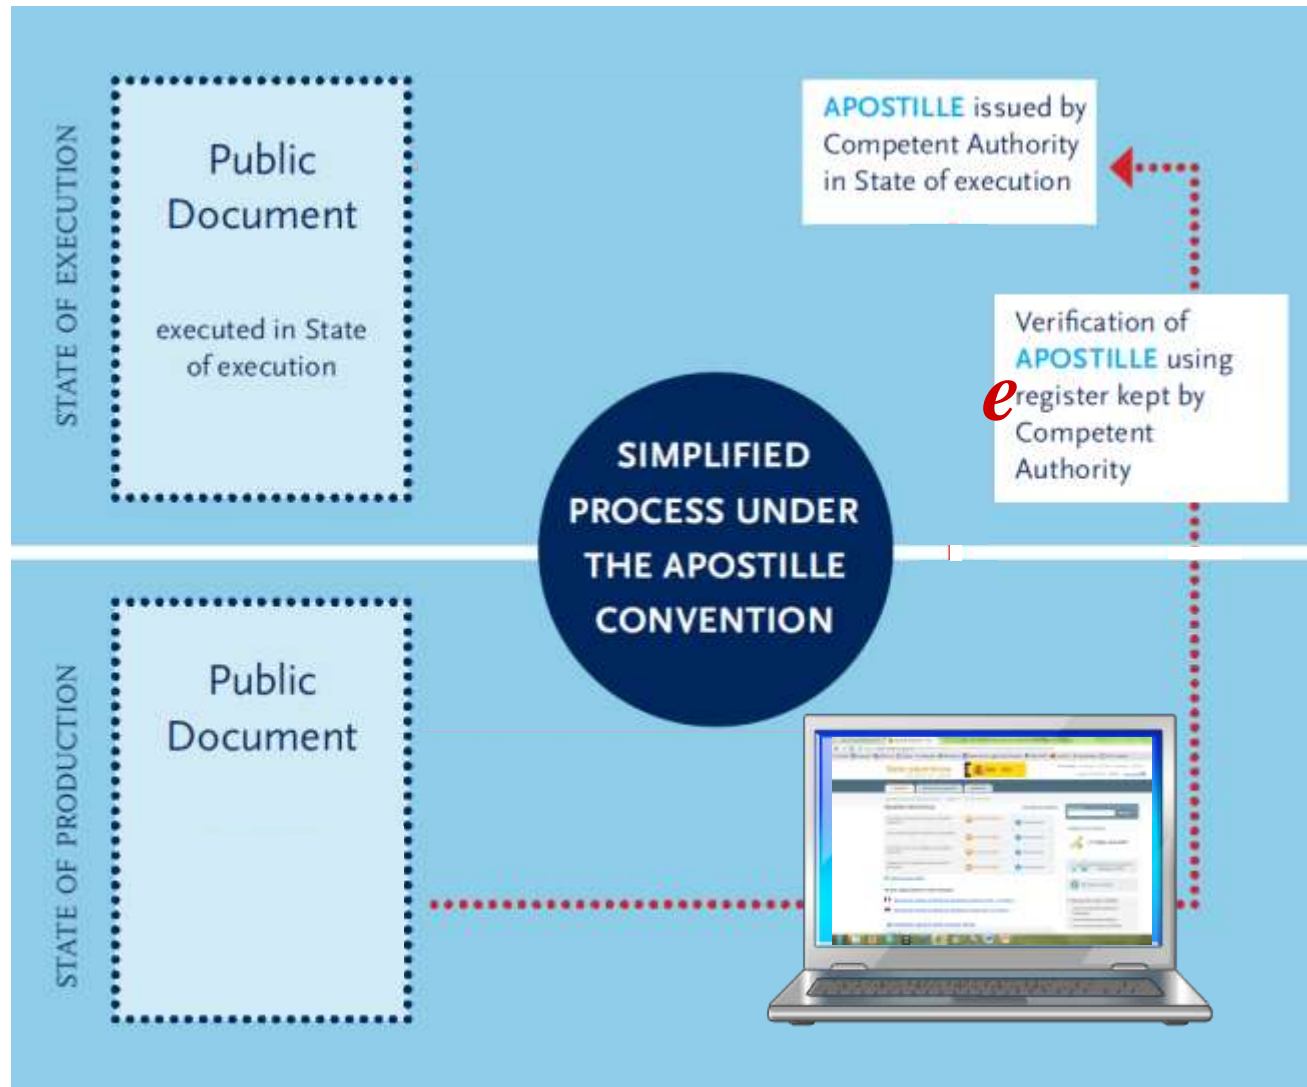 STATE OF EXECUTION
Public
Document
executed in State
of execution
APOSTILLE issued by
Competent Authority
in State of execution
Verification of
APOSTILLE using
eregister kept by
Competent
Authority
SIMPLIFIED
PROCESS UNDER
THE APOSTILLE
CONVENTION
STATE OF PRODUCTION
Public
Document